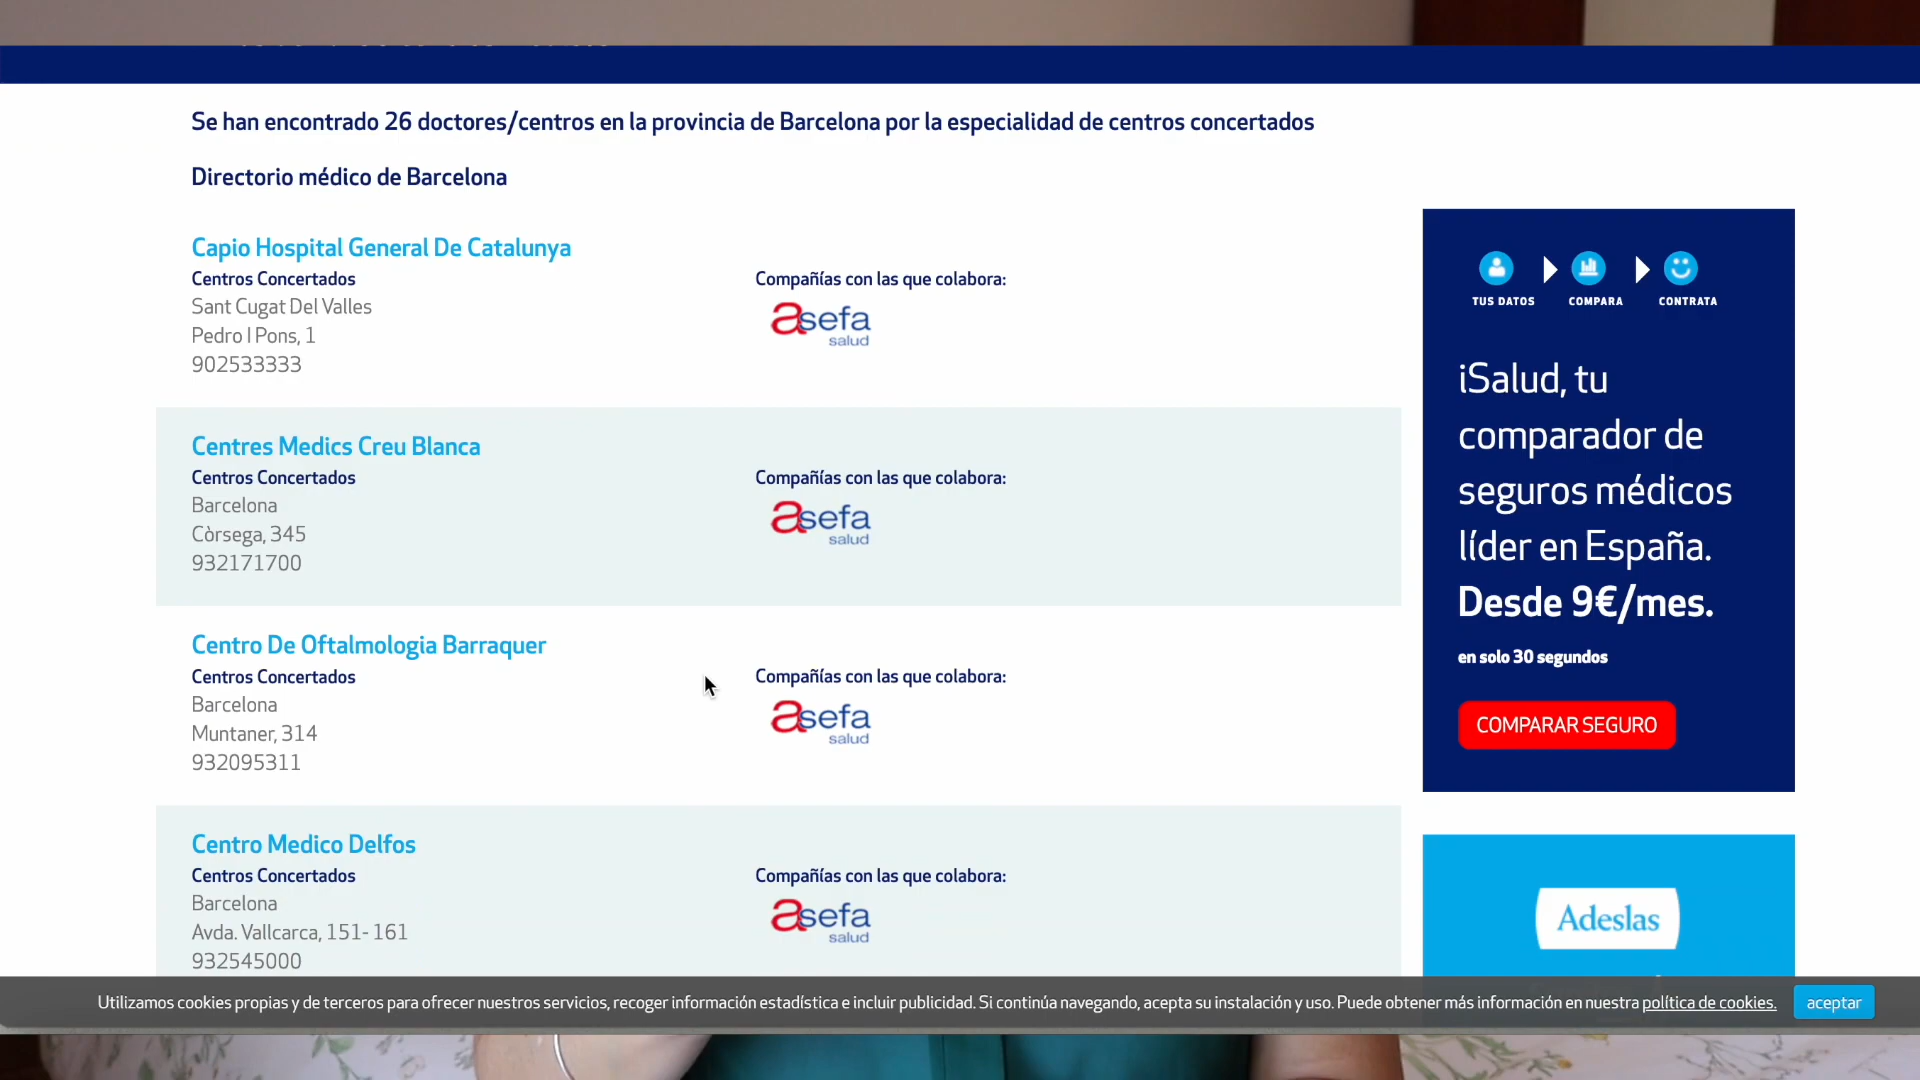 Se han encontrado 26 doctores/centros en la provincia de Barcelona por la especialidad de centros concertados
Directorio médico de Barcelona
Capio Hospital General De Catalunya
Centros Concertados
Sant Cugat Del Valles
Pedro I Pons, 1
902533333
Compañías con las que colabora:
asefa
salud
Centres Medics Creu Blanca
Centros Concertados
Barcelona
Còrsega, 345
932171700
Compañías con las que colabora:
asefa
salud
Centro De Oftalmologia Barraquer
Centros Concertados
Barcelona
Muntaner, 314
932095311
Compañías con las que colabora:
asefa
salud
Centro Medico Delfos
Centros Concertados
Barcelona
Avda. Vallcarca, 151- 161
932545000
Compañías con las que colabora:
asefa
salud
TUS DATOS COMPARA CONTRATA
iSalud, tu
comparador de
seguros médicos
líder en España.
Desde 9€/mes.
en solo 30 segundos
COMPARAR SEGURO
Adeslas
Utilizamos cookies propias y de terceros para ofrecer nuestros servicios, recoger información estadística e incluir publicidad. Si continúa navegando, acepta su instalación y uso. Puede obtener más información en nuestra política de cookies. aceptar